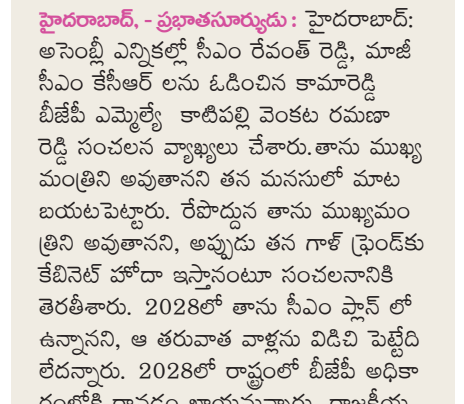 హైదరాబాద్, - ప్రభాతసూర్యుడు : హైదరాబాద్:
అసెంబ్లీ ఎన్నికల్లో సీఎం రేవంత్ రెడ్డి, మాజీ
సీఎం కేసీఆర్ లను ఓడించిన కామారెడ్డి
బీజేపీ ఎమ్మెల్యే కాటిపల్లి వెంకట రమణా
రెడ్డి సంచలన వ్యాఖ్యలు చేశారు.తాను ముఖ్య
మంత్రిని అవుతానని తన మనసులో మాట
బయటపెట్టారు. రేపొద్దున తాను ముఖ్యమం
త్రిని అవుతానని, అప్పుడు తన గాళ్ ఫ్రెండ్‌కు
కేబినెట్ హోదా ఇస్తానంటూ సంచలనానికి
తెరతీశారు. 2028లో తాను సీఎం ప్లాన్ లో
ఉన్నానని, ఆ తరువాత వాళ్లను విడిచి పెట్టేది
లేదన్నారు. 2028లో రాష్ట్రంలో బీజేపీ అధికా